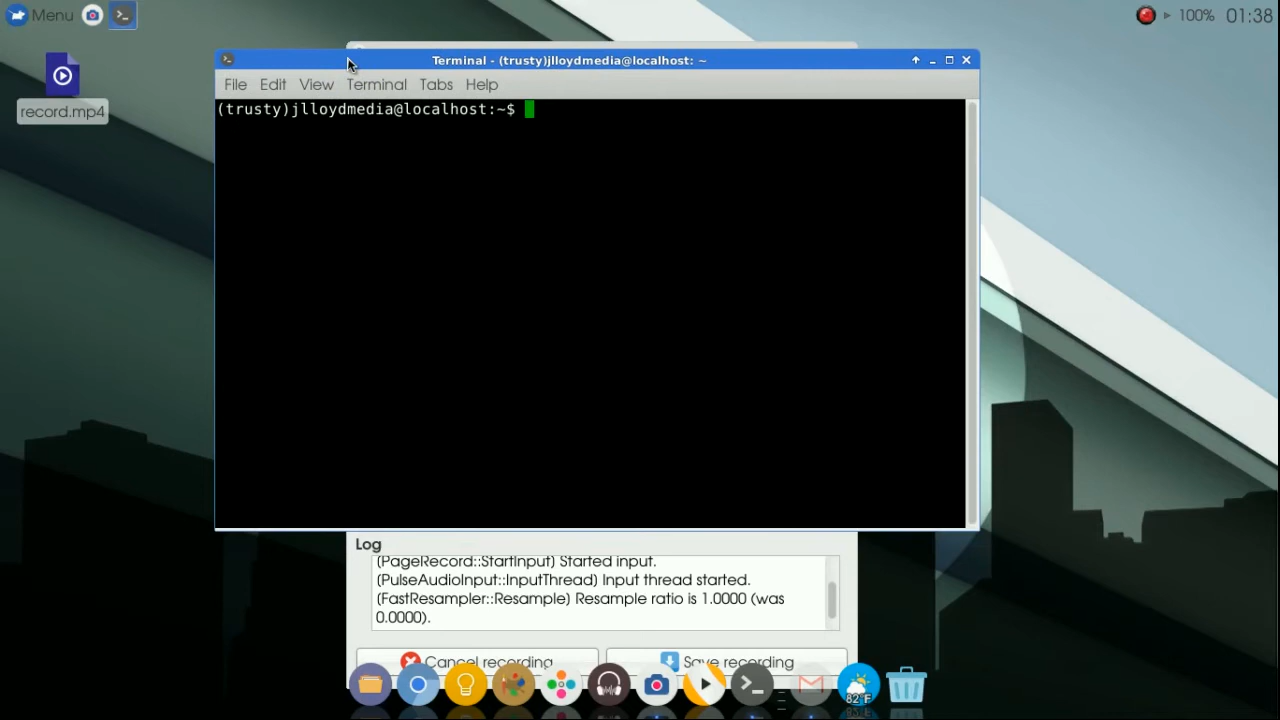 Menu
100%
01:38
record.mp4
Terminal - (trusty)jlloydmedia@localhost: ~
File Edit View Terminal Tabs Help
(trusty)jlloydmedia@localhost:~$
Log
[PageRecord::StartInput] Started input.
[PulseAudioInput::InputThread] Input thread started.
[FastResampler::Resample] Resample ratio is 1.0000 (was
0.0000).
Cancel recording
Save recording
82°F